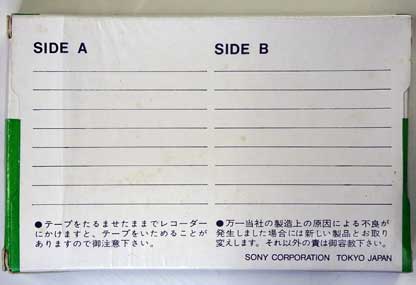 SIDE A
SIDE B
●テープをたるませたままでレコーダー
にかけますと、テープをいためることが
ありますので御注意下さい。
●万一当社の製造上の原因による不良が
発生しました場合には新しい製品とお取り
変えします。それ以外の責は御容赦下さい。
SONY CORPORATION TOKYO JAPAN